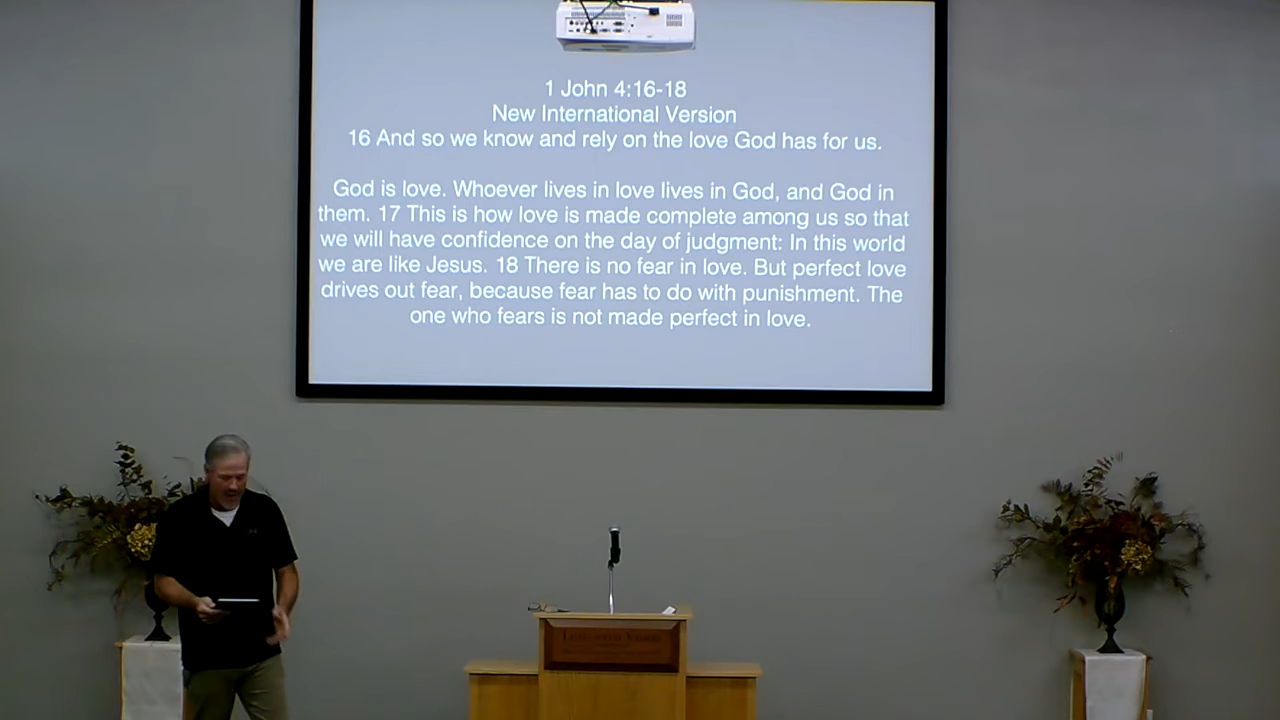 1 John 4:16-18
New International Version
16 And so we know and rely on the love God has for us.
God is love. Whoever lives in love lives in God, and God in
them. 17 This is how love is made complete among us so that
we will have confidence on the day of judgment: In this world
we are like Jesus. 18 There is no fear in love. But perfect love
drives out fear, because fear has to do with punishment. The
one who fears is not made perfect in love.